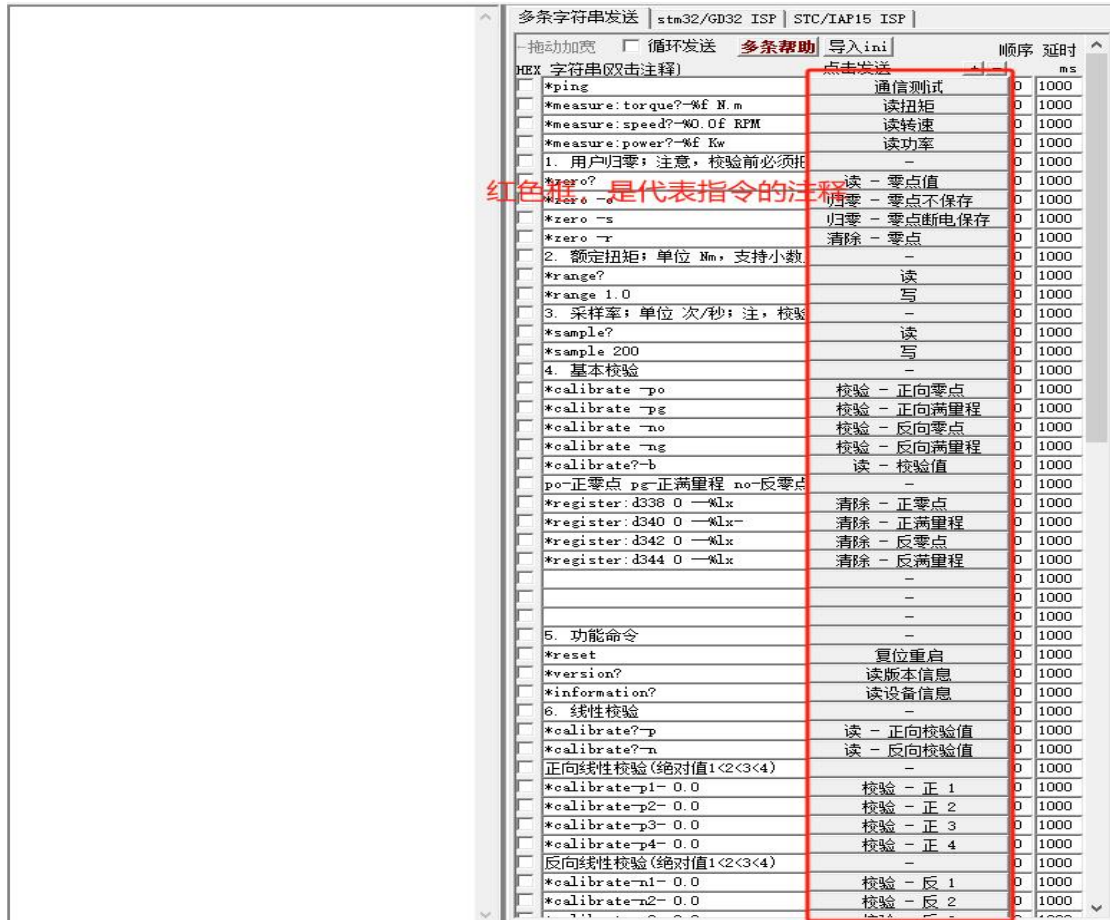 多条字符串发送 stm32/GD32 ISP STC/IAP15 ISP
拖动加宽 循环发送 多条帮助 导入ini 顺序 延时
HEX 字符串(双击注释) 点击发送 + - ms
*ping 通信测试 0 1000
*measure:torque?-%f N.m 读扭矩 0 1000
*measure:speed?-%0.0f RPM 读转速 0 1000
*measure:power?-%f Kw 读功率 0 1000
1. 用户归零；注意，校验前必须把 - 0 1000
红色框 是代表指令的注释
*zero? 读 - 零点值 0 1000
*zero -o 归零 - 零点不保存 0 1000
*zero -s 归零 - 零点断电保存 0 1000
*zero -r 清除 - 零点 0 1000
2. 额定扭矩；单位 Nm，支持小数 - 0 1000
*range? 读 0 1000
*range 1.0 写 0 1000
3. 采样率；单位 次/秒；注，校验 - 0 1000
*sample? 读 0 1000
*sample 200 写 0 1000
4. 基本校验 - 0 1000
*calibrate -po 校验 - 正向零点 0 1000
*calibrate -pg 校验 - 正向满量程 0 1000
*calibrate -no 校验 - 反向零点 0 1000
*calibrate -ng 校验 - 反向满量程 0 1000
*calibrate?-b 读 - 校验值 0 1000
po-正零点 pg-正满量程 no-反零点 - 0 1000
*register:d338 0 --%lx 清除 - 正零点 0 1000
*register:d340 0 --%lx- 清除 - 正满量程 0 1000
*register:d342 0 --%lx 清除 - 反零点 0 1000
*register:d344 0 --%lx 清除 - 反满量程 0 1000
- 0 1000
- 0 1000
- 0 1000
5. 功能命令 - 0 1000
*reset 复位重启 0 1000
*version? 读版本信息 0 1000
*information? 读设备信息 0 1000
6. 线性校验 - 0 1000
*calibrate?-p 读 - 正向校验值 0 1000
*calibrate?-n 读 - 反向校验值 0 1000
正向线性校验(绝对值1<2<3<4) - 0 1000
*calibrate-p1- 0.0 校验 - 正 1 0 1000
*calibrate-p2- 0.0 校验 - 正 2 0 1000
*calibrate-p3- 0.0 校验 - 正 3 0 1000
*calibrate-p4- 0.0 校验 - 正 4 0 1000
反向线性校验(绝对值1<2<3<4) - 0 1000
*calibrate-n1- 0.0 校验 - 反 1 0 1000
*calibrate-n2- 0.0 校验 - 反 2 0 1000